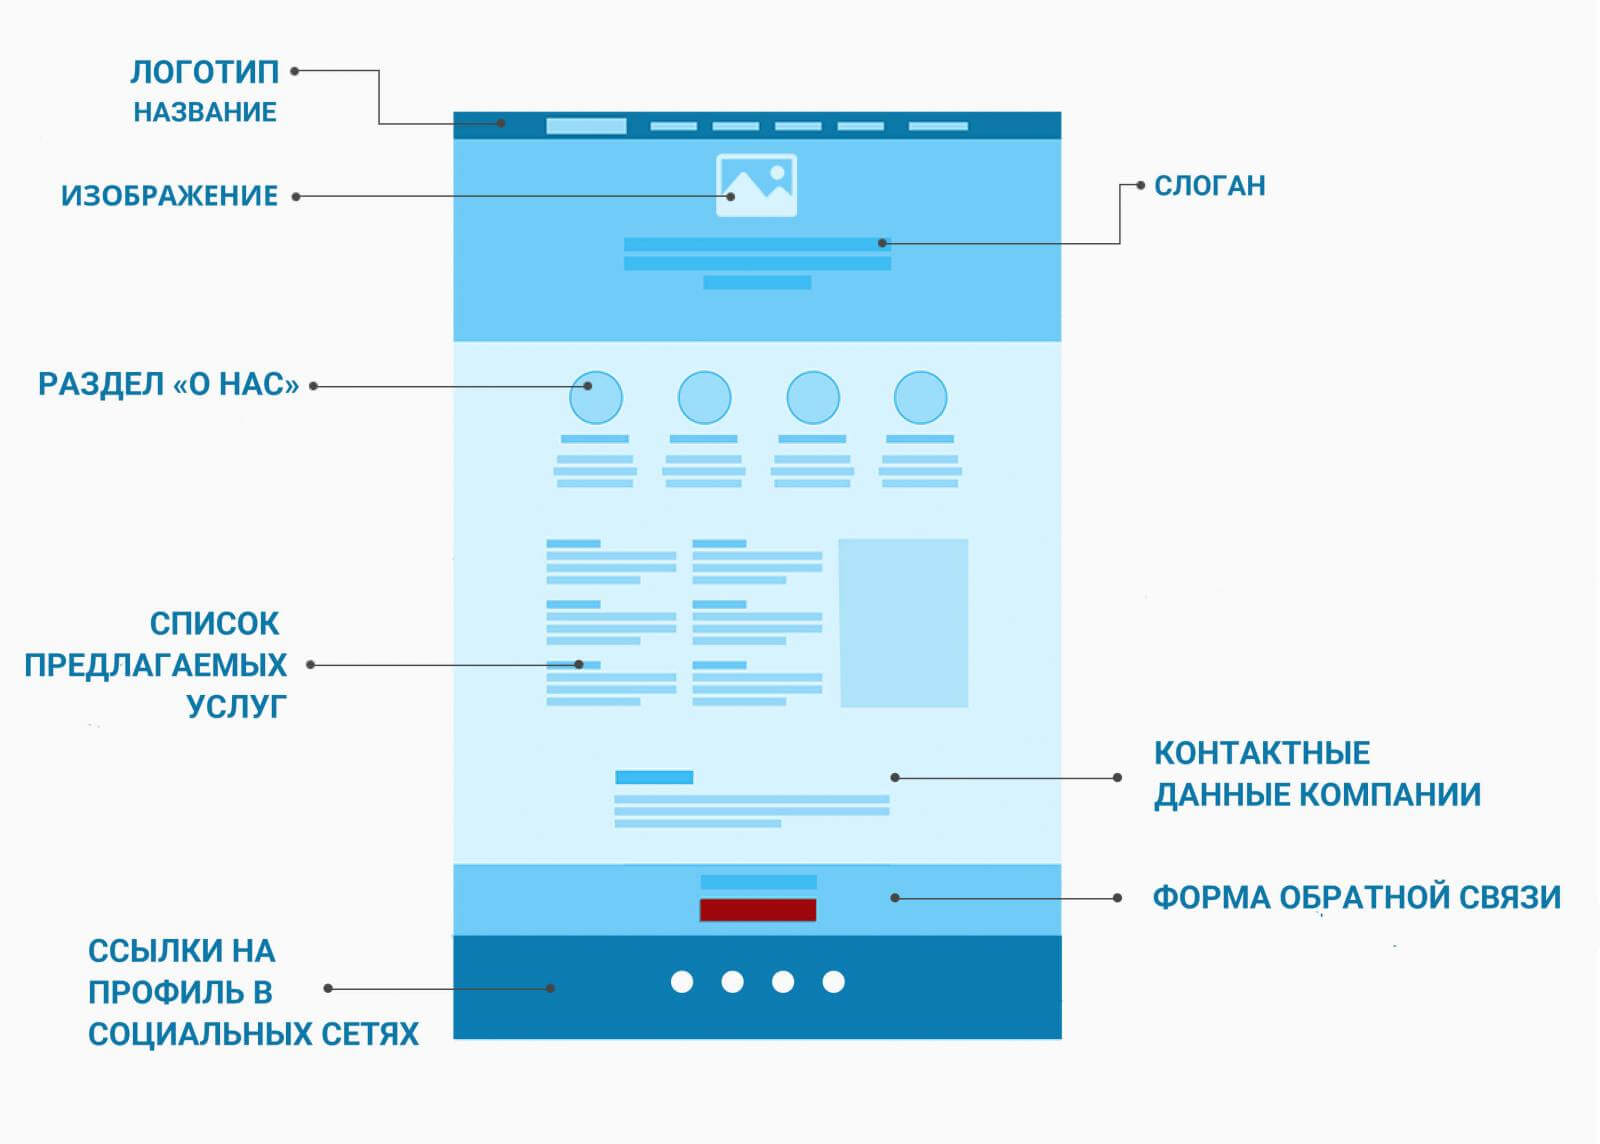 ЛОГОТИП
НАЗВАНИЕ
ИЗОБРАЖЕНИЕ
СЛОГАН
РАЗДЕЛ «О НАС»
СПИСОК
ПРЕДЛАГАЕМЫХ
УСЛУГ
КОНТАКТНЫЕ
ДАННЫЕ КОМПАНИИ
ФОРМА ОБРАТНОЙ СВЯЗИ
ССЫЛКИ НА
ПРОФИЛЬ В
СОЦИАЛЬНЫХ СЕТЯХ